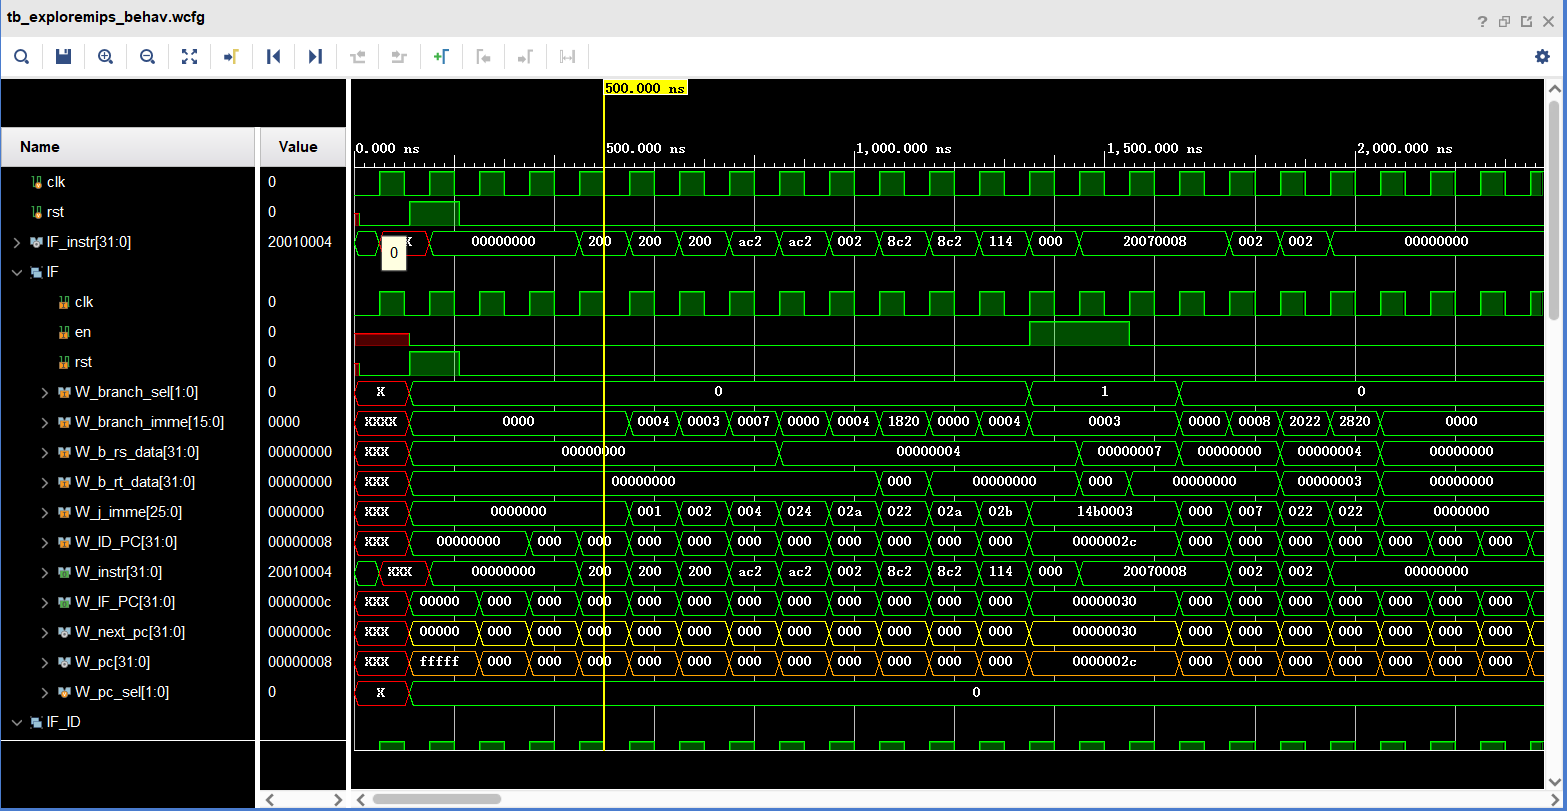 tb_exploremips_behav.wcfg
500.000 ns
Name Value
0.000 ns 500.000 ns 1,000.000 ns 1,500.000 ns 2,000.000 ns
clk 0
rst 0
IF_instr[31:0] 20010004 X 00000000 200 200 200 ac2 ac2 002 8c2 8c2 114 000 20070008 002 002 00000000
0
IF
clk 0
en 0
rst 0
W_branch_sel[1:0] 0 X 0 1 0
W_branch_imme[15:0] 0000 XXXX 0000 0004 0003 0007 0000 0004 1820 0000 0004 0003 0000 0008 2022 2820 0000
W_b_rs_data[31:0] 00000000 XXX 00000000 00000004 00000007 00000000 00000004 00000000
W_b_rt_data[31:0] 00000000 XXX 00000000 000 00000000 000 00000000 00000003 00000000
W_j_imme[25:0] 0000000 XXX 0000000 001 002 004 024 02a 022 02a 02b 14b0003 000 007 022 022 0000000
W_ID_PC[31:0] 00000008 XXX 00000000 000 000 000 000 000 000 000 000 000 000 0000002c 000 000 000 000 000 000 000
W_instr[31:0] 20010004 XXX 00000000 200 200 200 ac2 ac2 002 8c2 8c2 114 000 20070008 002 002 00000000
W_IF_PC[31:0] 0000000c XXX 00000 000 000 000 000 000 000 000 000 000 000 000 00000030 000 000 000 000 000 000 000
W_next_pc[31:0] 0000000c XXX 00000 000 000 000 000 000 000 000 000 000 000 000 00000030 000 000 000 000 000 000 000
W_pc[31:0] 00000008 XXX fffff 000 000 000 000 000 000 000 000 000 000 000 0000002c 000 000 000 000 000 000 000
W_pc_sel[1:0] 0 X 0
IF_ID